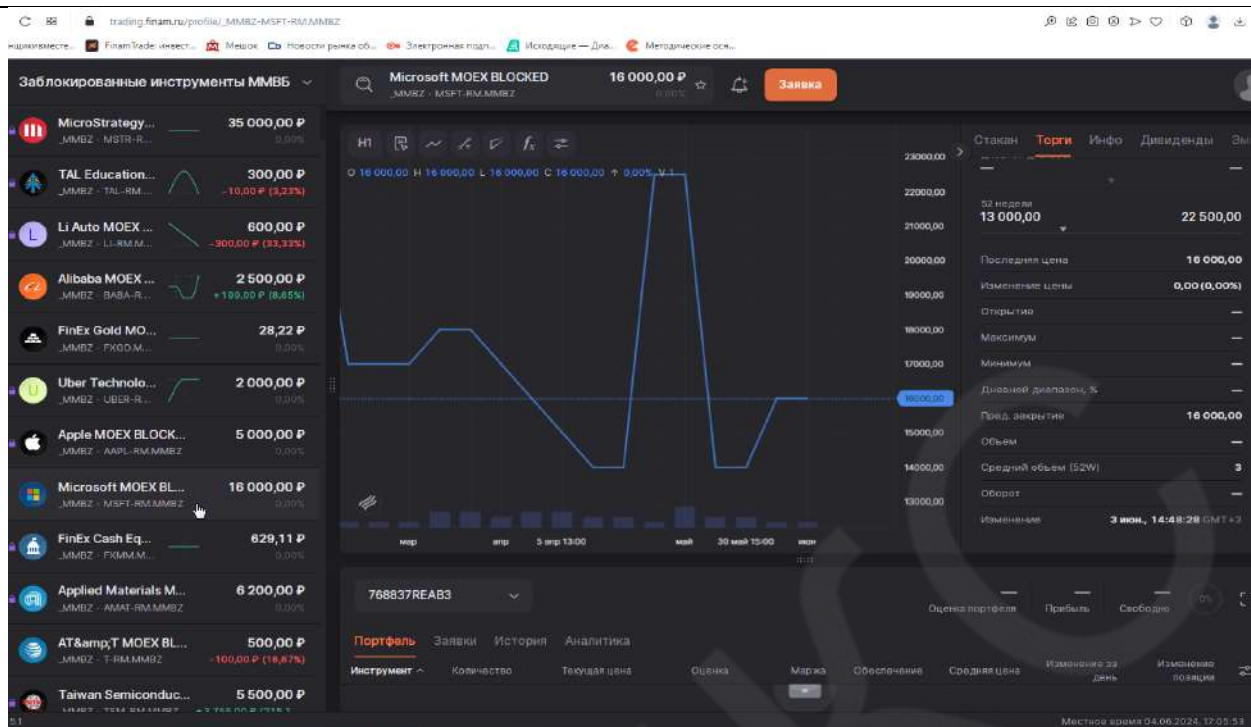 trading.finam.ru/profile/_MMBZ-MSFT-RM.MMBZ
FinamTrade: инвест... Мешок Новости рынка об... Электронная подп... Исходящие — Диа... Методические осн...
Заблокированные инструменты ММВБ
Microsoft MOEX BLOCKED 16 000,00 ₽
_MMBZ - MSFT-RM.MMBZ 0,00%
Заявка
MicroStrategy... 35 000,00 ₽
_MMBZ - MSTR-R... 0,00%
TAL Education... 300,00 ₽
_MMBZ - TAL-RM... -10,00 ₽ (3,23%)
Li Auto MOEX ... 600,00 ₽
_MMBZ - LI-RM.M... -300,00 ₽ (33,33%)
Alibaba MOEX ... 2 500,00 ₽
_MMBZ - BABA-R...
FinEx Gold MO... 28,22 ₽
_MMBZ - FXGD.M... 0,00%
Uber Technolo... 2 000,00 ₽
_MMBZ - UBER-R... 0,00%
Apple MOEX BLOCK... 5 000,00 ₽
_MMBZ - AAPL-RM.MMBZ 0,00%
Microsoft MOEX BL... 16 000,00 ₽
_MMBZ - MSFT-RM.MMBZ 0,00%
FinEx Cash Eq... 629,11 ₽
_MMBZ - FXMM.M... 0,00%
Applied Materials M... 6 200,00 ₽
_MMBZ - AMAT-RM.MMBZ 0,00%
AT&amp;T MOEX BL... 500,00 ₽
_MMBZ - T-RM.MMBZ -100,00 ₽ (16,67%)
Taiwan Semiconduc... 5 500,00 ₽
H1
O 16 000,00 H 16 000,00 L 16 000,00 C 16 000,00 0,00% V 1
23000,00
22000,00
21000,00
20000,00
19000,00
18000,00
17000,00
16000,00
15000,00
14000,00
13000,00
мар апр 5 апр 13:00 май 30 май 15:00 июн
Стакан Торги Инфо Дивиденды
52 недели
13 000,00 22 500,00
Последняя цена 16 000,00
Изменение цены 0,00 (0,00%)
Открытие —
Максимум —
Минимум —
Дневной диапазон, % —
Пред. закрытие 16 000,00
Объем —
Средний объем (52W) 3
Оборот —
Изменение 3 июн., 14:48:28 GMT+3
768837REAB3
Оценка портфеля Прибыль Свободно 0%
Портфель Заявки История Аналитика
Инструмент Количество Текущая цена Оценка Маржа Обеспечение Средняя цена Изменение за день Изменение позиции
Местное время 04.06.2024, 17:05:5